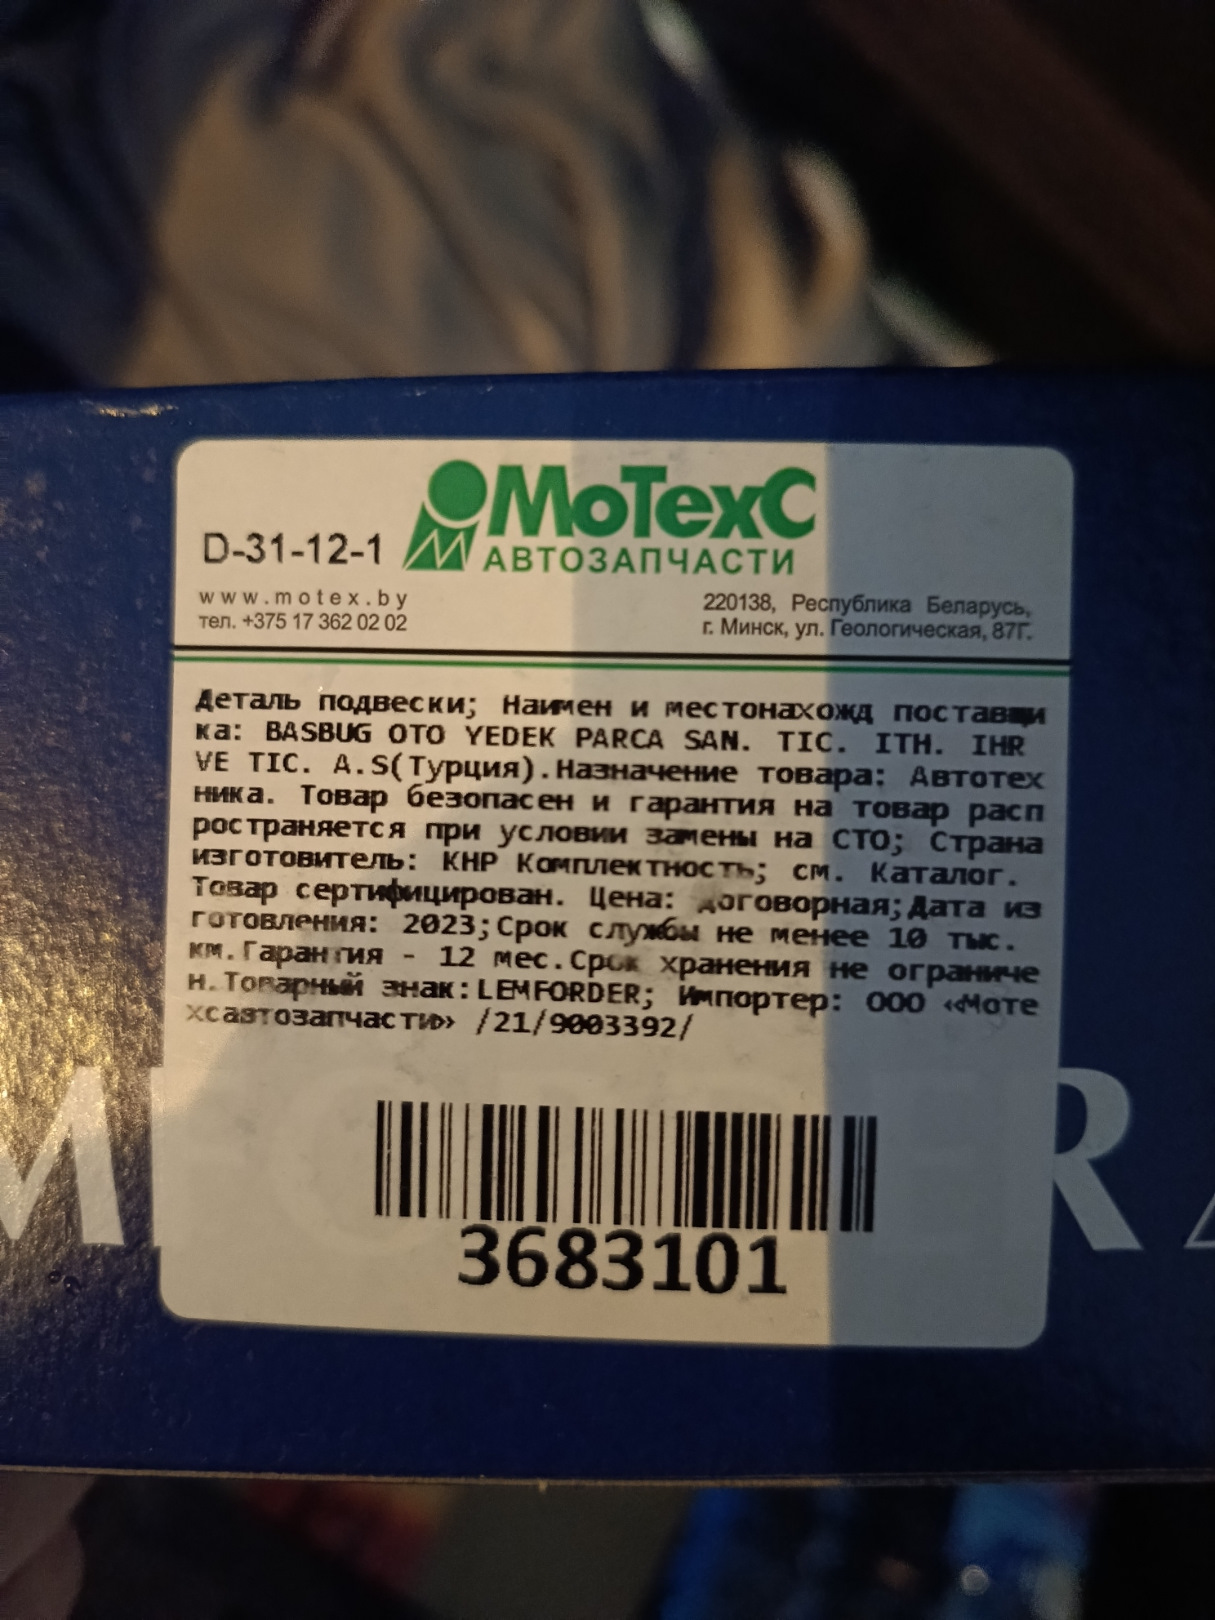 МоТехС
D-31-12-1
АВТОЗАПЧАСТИ
www.motex.by
тел. +375 17 362 02 02
220138, Республика Беларусь,
г. Минск, ул. Геологическая, 87Г.
Деталь подвески; Наимен и местонахожд поставщи
ка: BASBUG OTO YEDEK PARCA SAN. TIC. ITH. IHR
VE TIC. A.S(Турция).Назначение товара: Автотех
ника. Товар безопасен и гарантия на товар расп
ространяется при условии замены на СТО; Страна
изготовитель: КНР Комплектность; см. Каталог.
Товар сертифицирован. Цена: договорная;Дата из
готовления: 2023;Срок службы не менее 10 тыс.
км.Гарантия - 12 мес.Срок хранения не ограниче
н.Товарный знак:LEMFORDER; Импортер: ООО «Моте
хсавтозапчасти» /21/9003392/
3683101